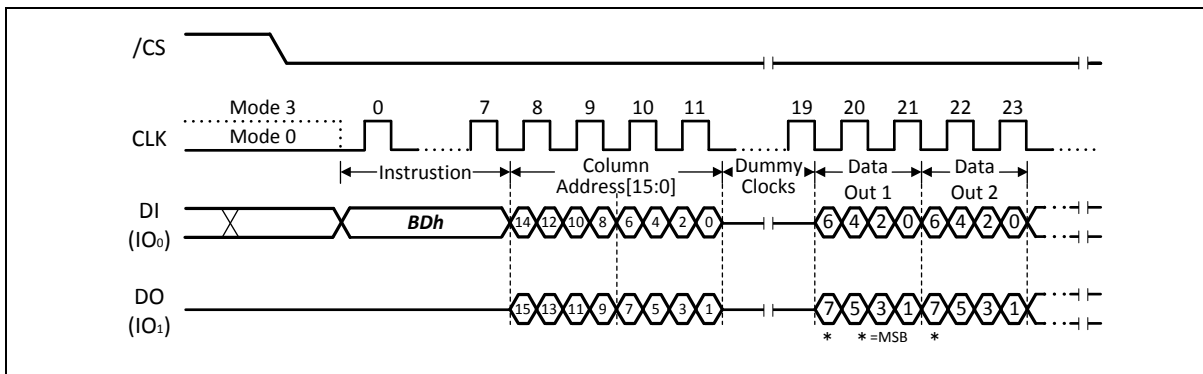 /CS
Mode 3 0 7 8 9 10 11 19 20 21 22 23
CLK Mode 0
Instrustion Column Dummy Data Data
Address[15:0] Clocks Out 1 Out 2
DI BDh 14 12 10 8 6 4 2 0 6 4 2 0 6 4 2 0
(IO0)
DO 15 13 11 9 7 5 3 1 7 5 3 1 7 5 3 1
(IO1)
* * =MSB *